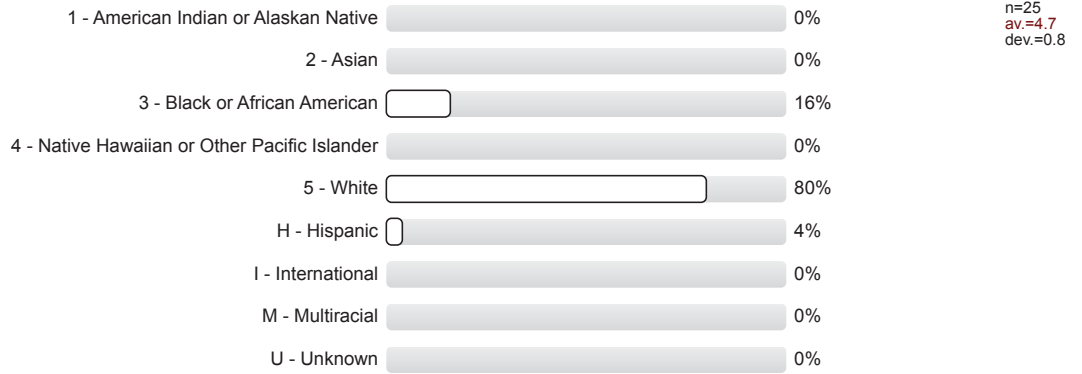 1 - American Indian or Alaskan Native 0%
2 - Asian 0%
3 - Black or African American 16%
4 - Native Hawaiian or Other Pacific Islander 0%
5 - White 80%
H - Hispanic 4%
I - International 0%
M - Multiracial 0%
U - Unknown 0%
n=25
av.=4.7
dev.=0.8